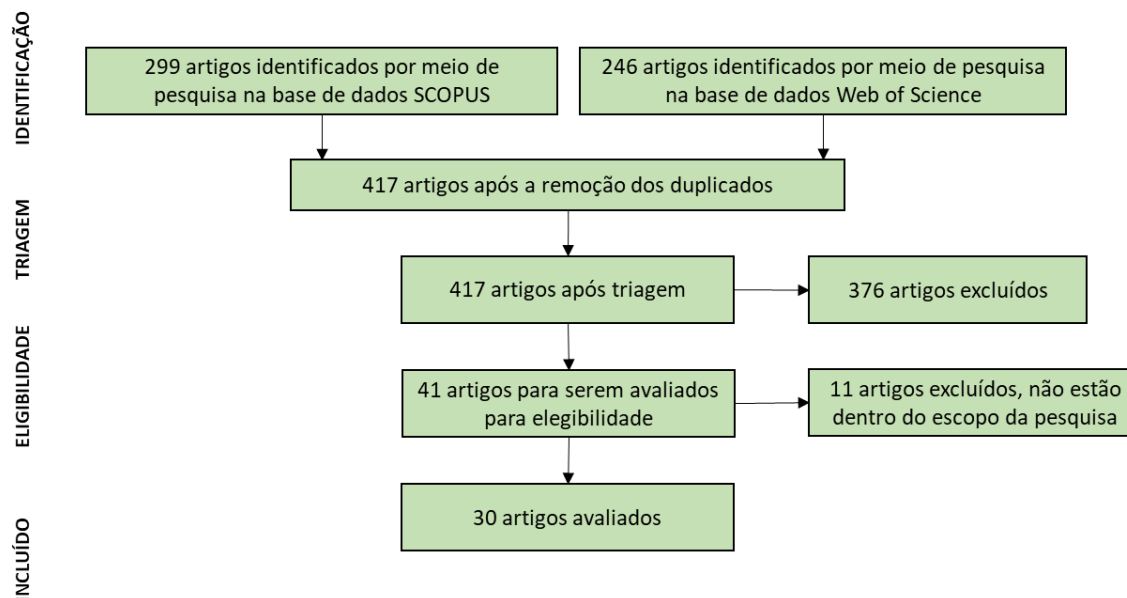 IDENTIFICAÇÃO
299 artigos identificados por meio de
pesquisa na base de dados SCOPUS
246 artigos identificados por meio de pesquisa
na base de dados Web of Science
417 artigos após a remoção dos duplicados
TRIAGEM
417 artigos após triagem
376 artigos excluídos
ELIGIBILIDADE
41 artigos para serem avaliados
para elegibilidade
11 artigos excluídos, não estão
dentro do escopo da pesquisa
30 artigos avaliados
NCLUÍDO